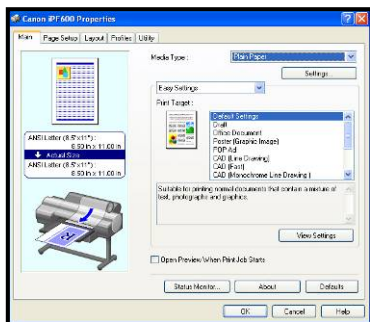 Canon iPF600 Properties
Main Page Setup Layout Profiles Utility
Media Type :
Plain Paper
Settings...
Easy Settings
Print Target :
Default Settings
Draft
Office Document
Poster (Graphic Image)
POP Ad
CAD (Line Drawing)
CAD (Fast)
CAD (Monochrome Line Drawing)
ANSI Letter (8.5"x11") :
8.50 in x 11.00 in
Actual Size
ANSI Letter (8.5"x11") :
8.50 in x 11.00 in
Suitable for printing normal documents that contain a mixture of
text, photographs and graphics.
View Settings
Open Preview When Print Job Starts
Status Monitor... About Defaults
OK Cancel Help